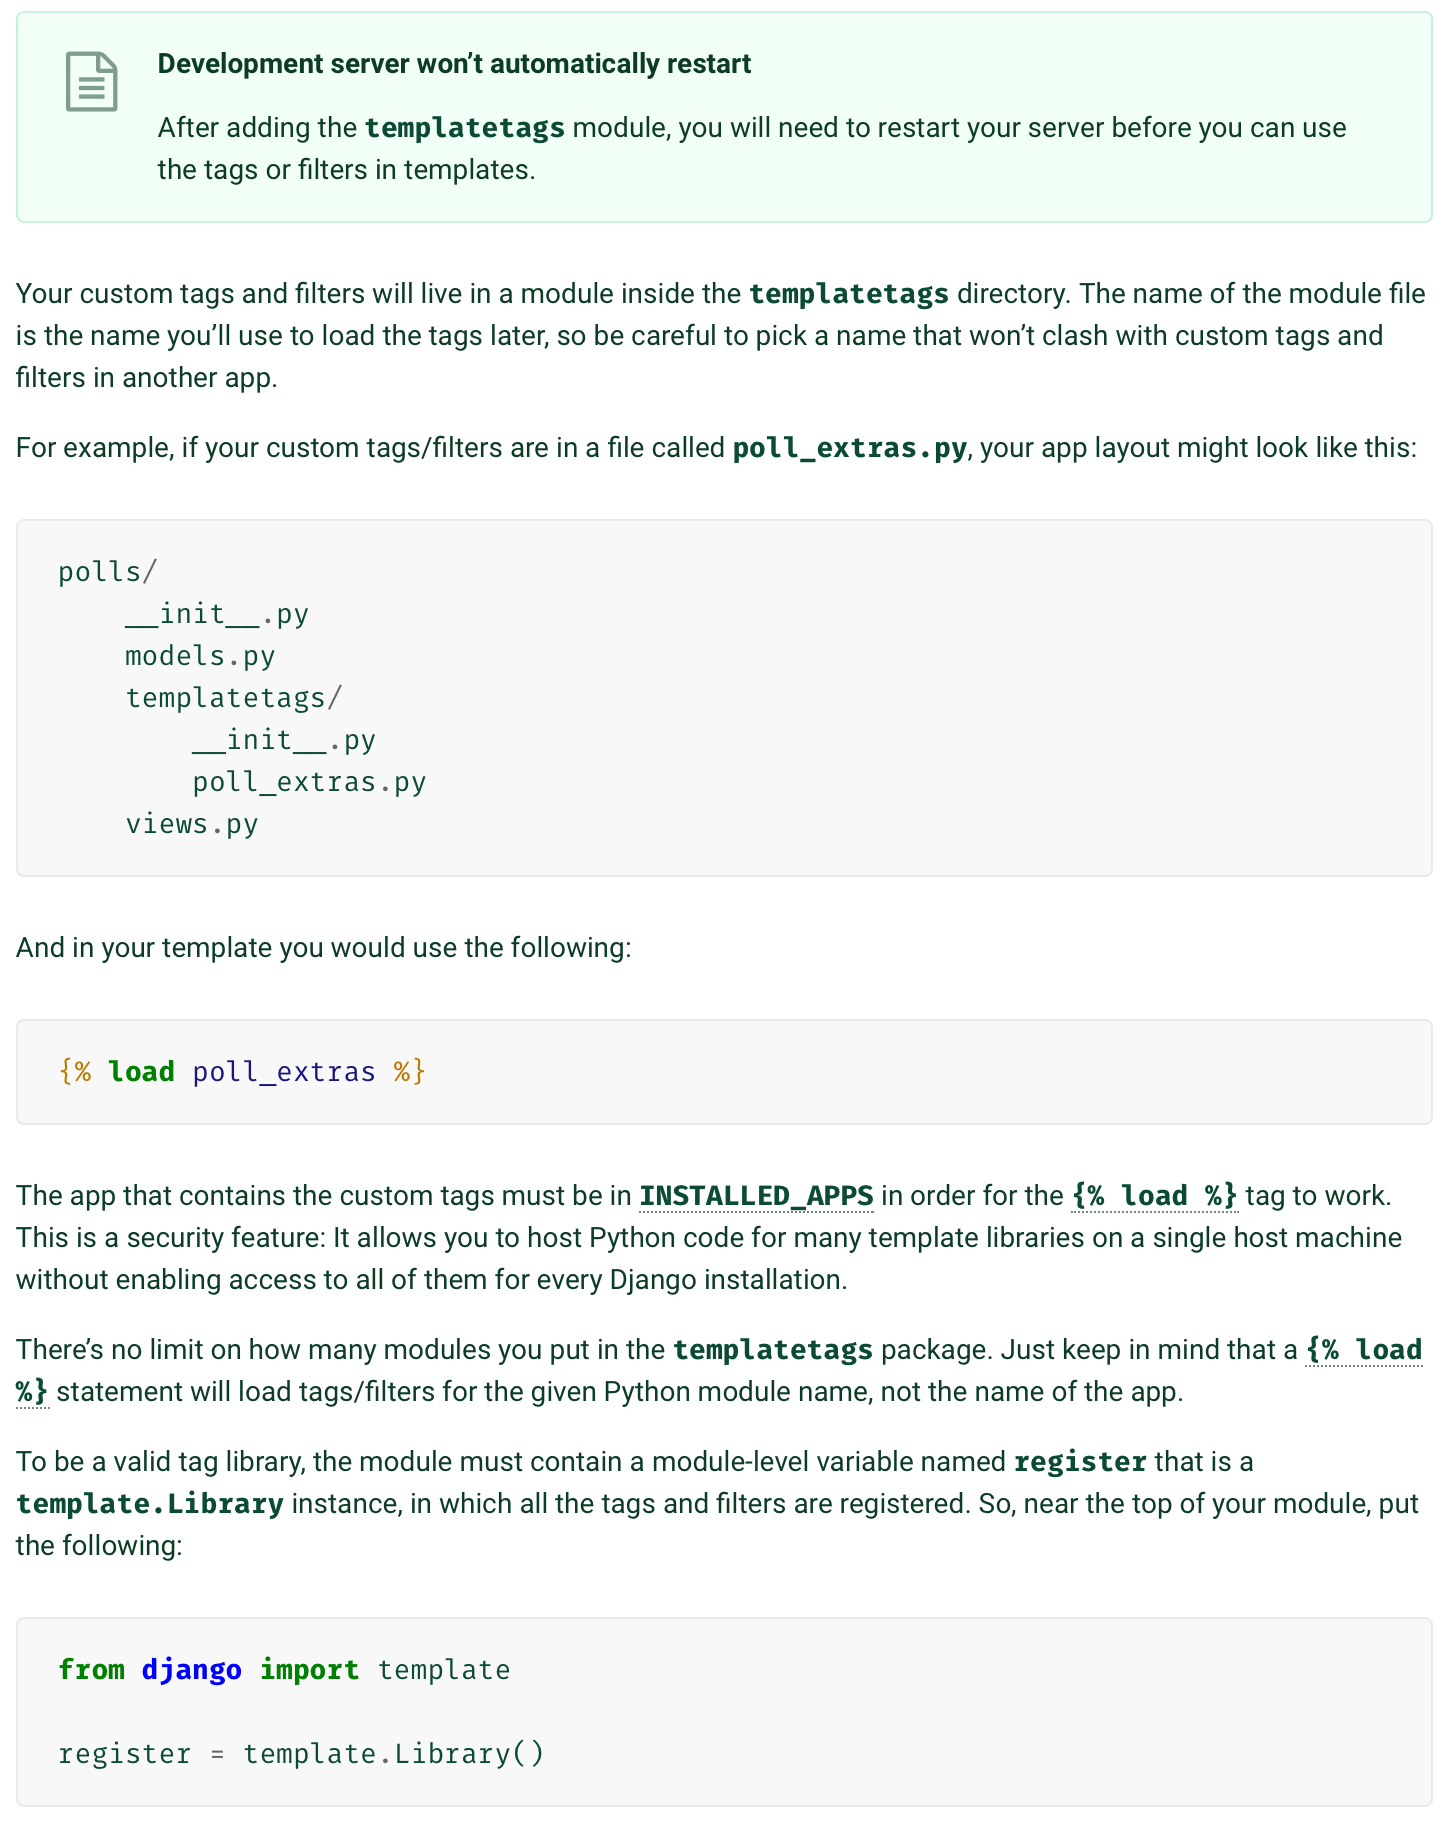 Development server won’t automatically restart
After adding the templatetags module, you will need to restart your server before you can use
the tags or filters in templates.
Your custom tags and filters will live in a module inside the templatetags directory. The name of the module file
is the name you’ll use to load the tags later, so be careful to pick a name that won’t clash with custom tags and
filters in another app.
For example, if your custom tags/filters are in a file called poll_extras.py, your app layout might look like this:
polls/
    __init__.py
    models.py
    templatetags/
        __init__.py
        poll_extras.py
    views.py
And in your template you would use the following:
{% load poll_extras %}
The app that contains the custom tags must be in INSTALLED_APPS in order for the {% load %} tag to work.
This is a security feature: It allows you to host Python code for many template libraries on a single host machine
without enabling access to all of them for every Django installation.
There’s no limit on how many modules you put in the templatetags package. Just keep in mind that a {% load
%} statement will load tags/filters for the given Python module name, not the name of the app.
To be a valid tag library, the module must contain a module-level variable named register that is a
template.Library instance, in which all the tags and filters are registered. So, near the top of your module, put
the following:
from django import template
register = template.Library()